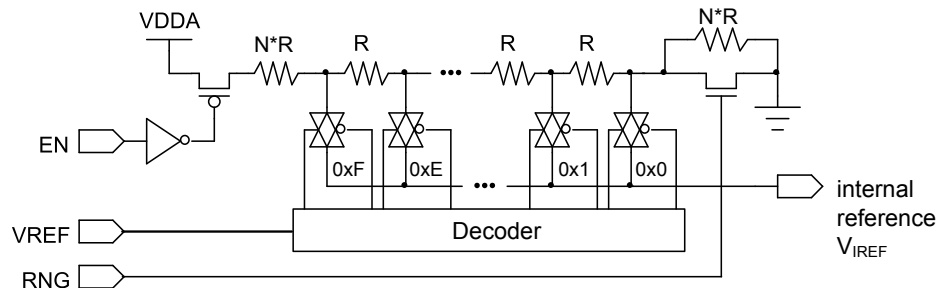 VDDA
N*R
R
R
R
N*R
EN
0xF
0xE
0x1
0x0
internal
reference
VIREF
VREF
Decoder
RNG